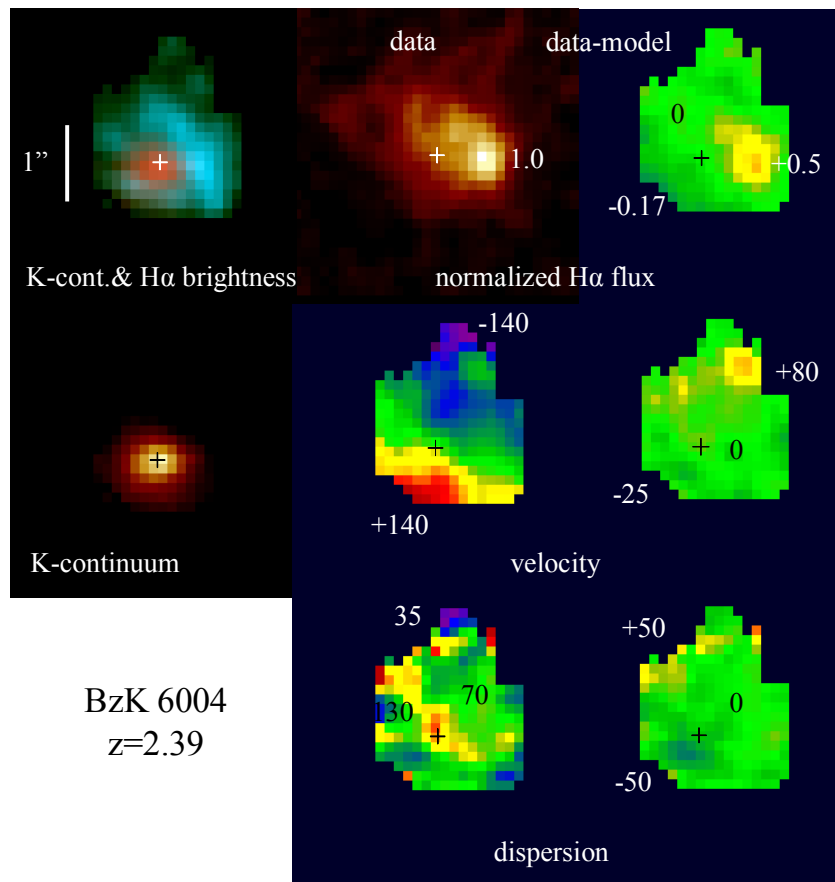 data
data-model
0
1”
1.0
+0.5
-0.17
K-cont.& Hα brightness
normalized Hα flux
-140
+80
0
-25
+140
K-continuum
velocity
35
+50
70
0
130
BzK 6004
z=2.39
-50
dispersion